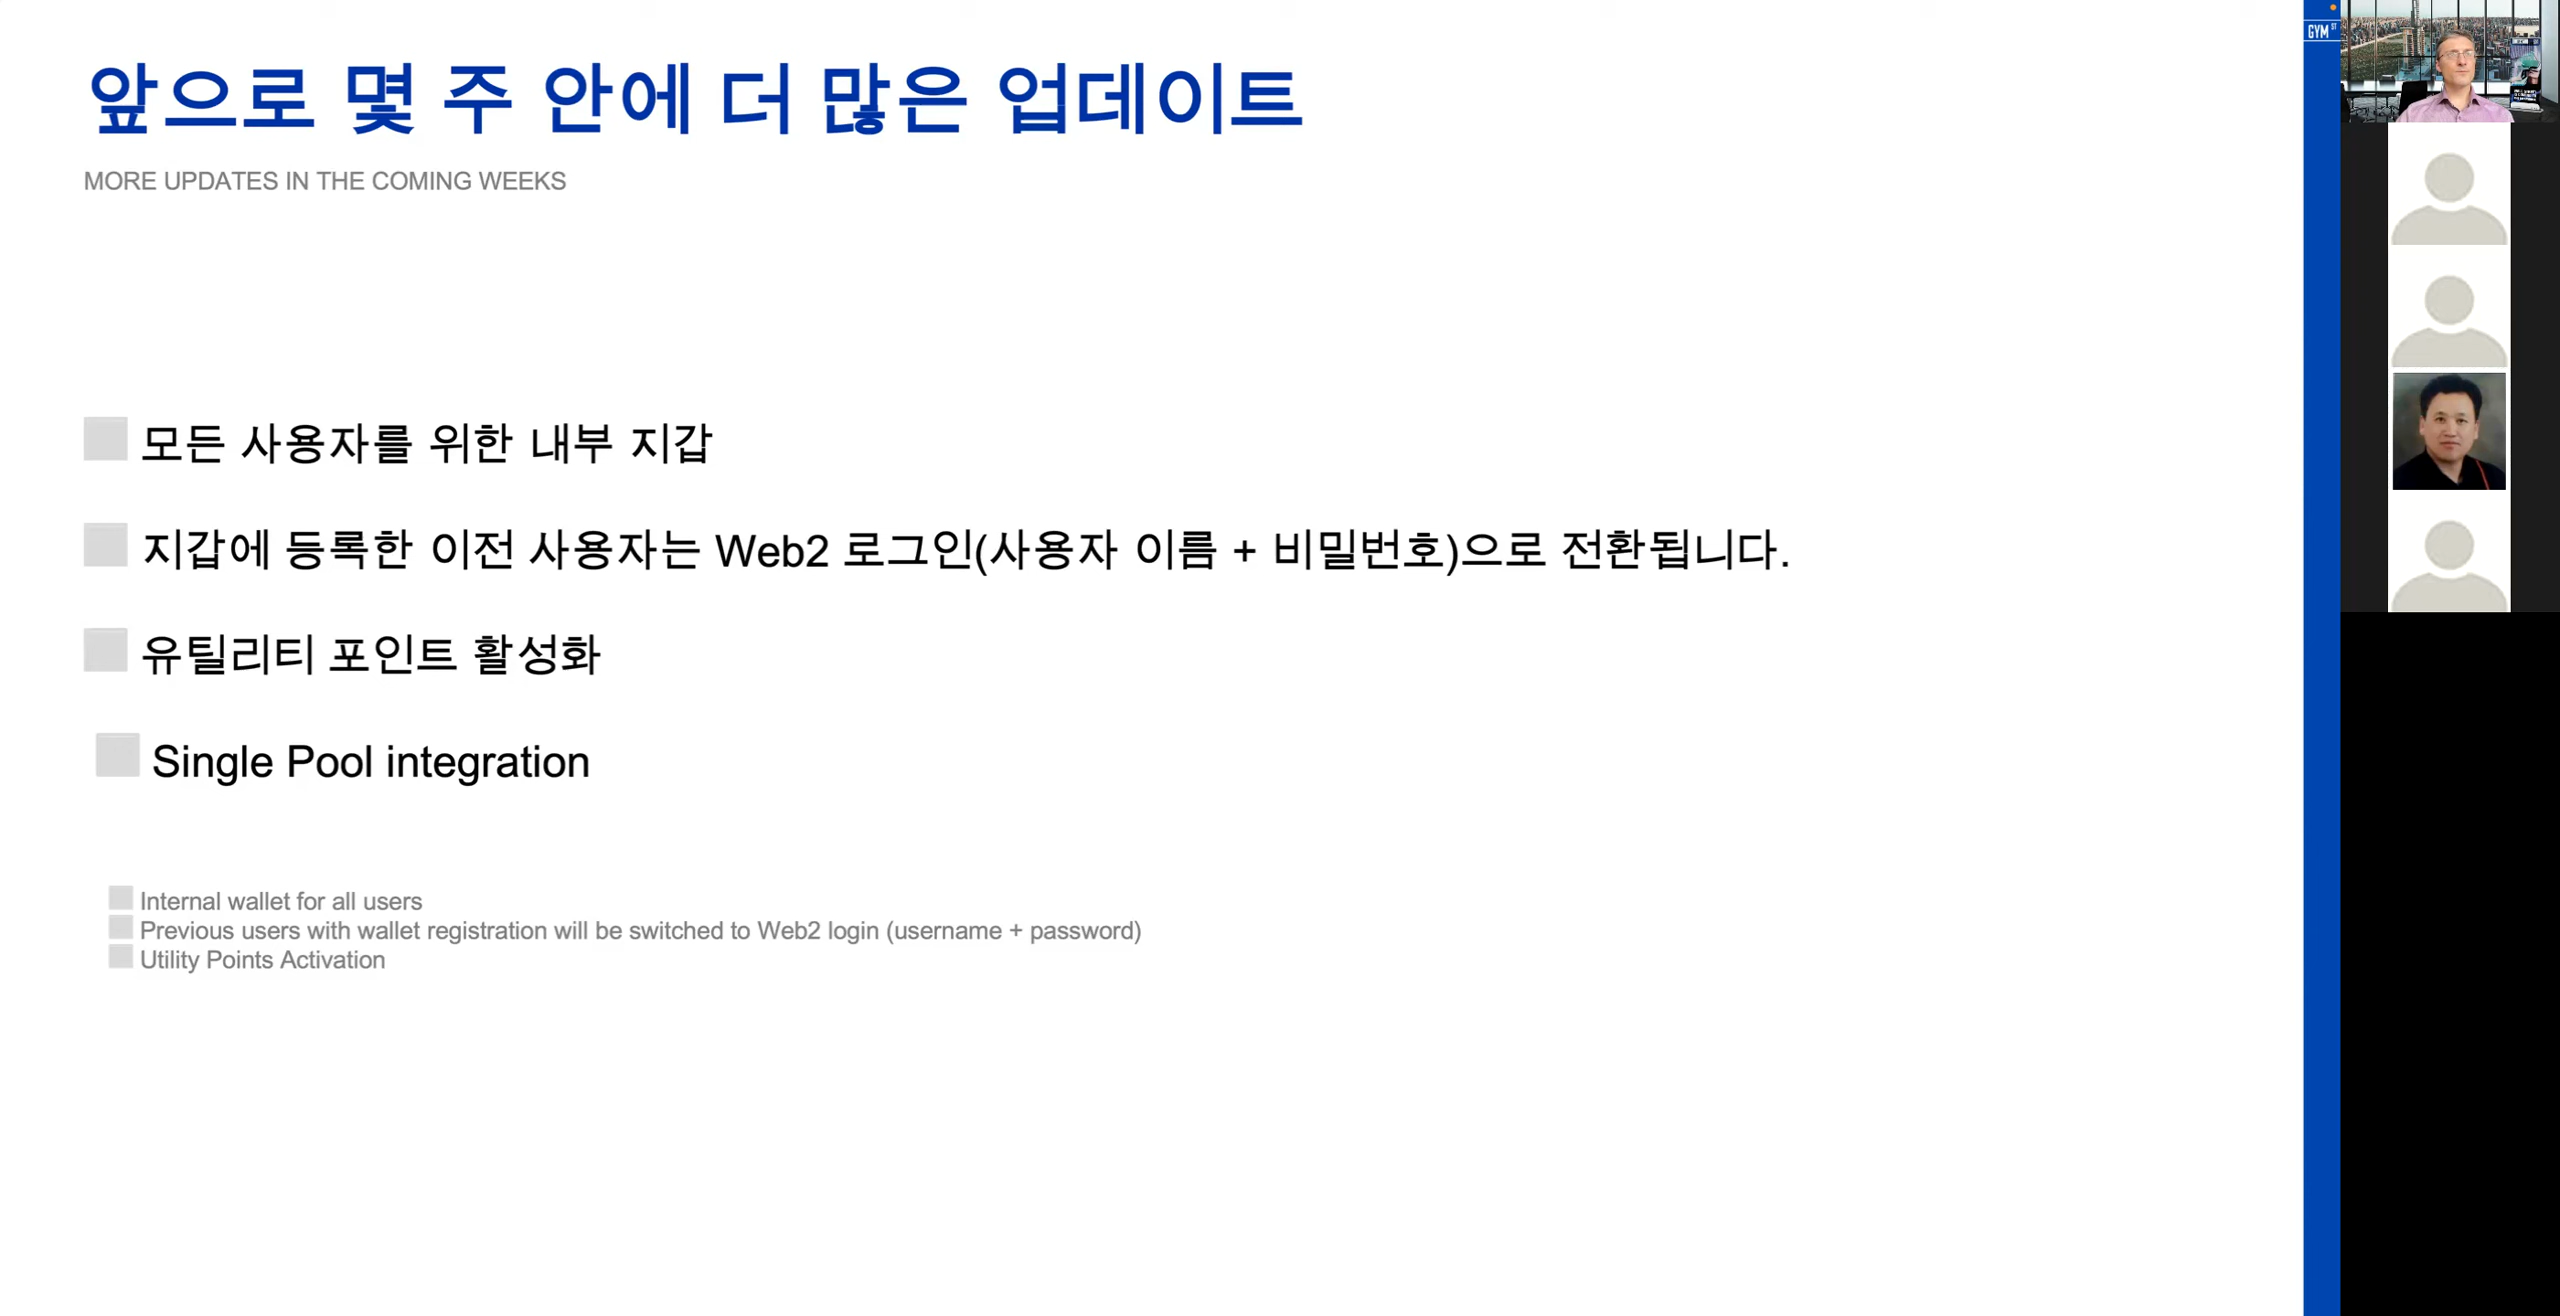 앞으로 몇 주 안에 더 많은 업데이트
MORE UPDATES IN THE COMING WEEKS
모든 사용자를 위한 내부 지갑
지갑에 등록한 이전 사용자는 Web2 로그인(사용자 이름 + 비밀번호)으로 전환됩니다.
유틸리티 포인트 활성화
Single Pool integration
Internal wallet for all users
Previous users with wallet registration will be switched to Web2 login (username + password)
Utility Points Activation
GYM ST